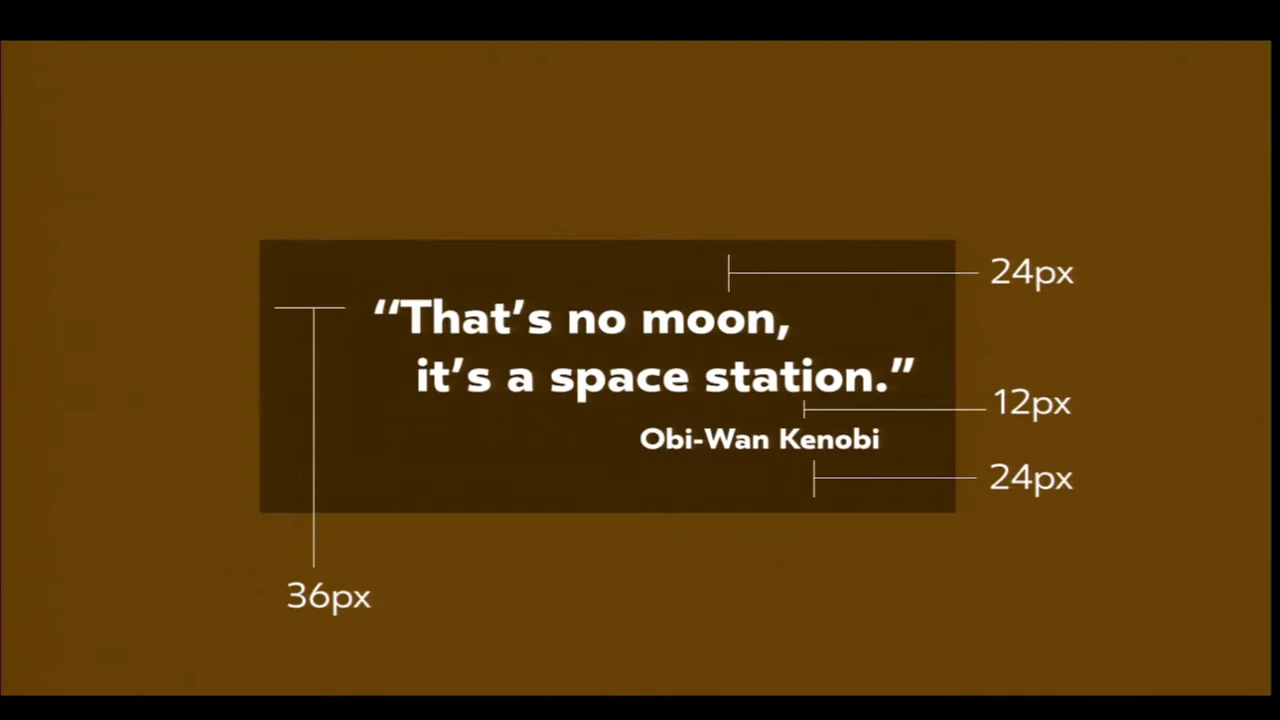 24px
“That’s no moon,
it’s a space station.”
12px
Obi-Wan Kenobi
24px
36px